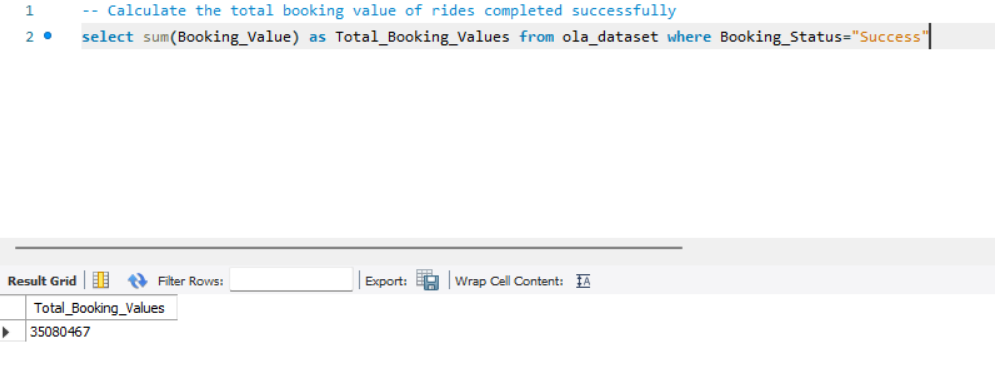 1 -- Calculate the total booking value of rides completed successfully
2 select sum(Booking_Value) as Total_Booking_Values from ola_dataset where Booking_Status="Success"
Result Grid Filter Rows: Export: Wrap Cell Content:
Total_Booking_Values
35080467